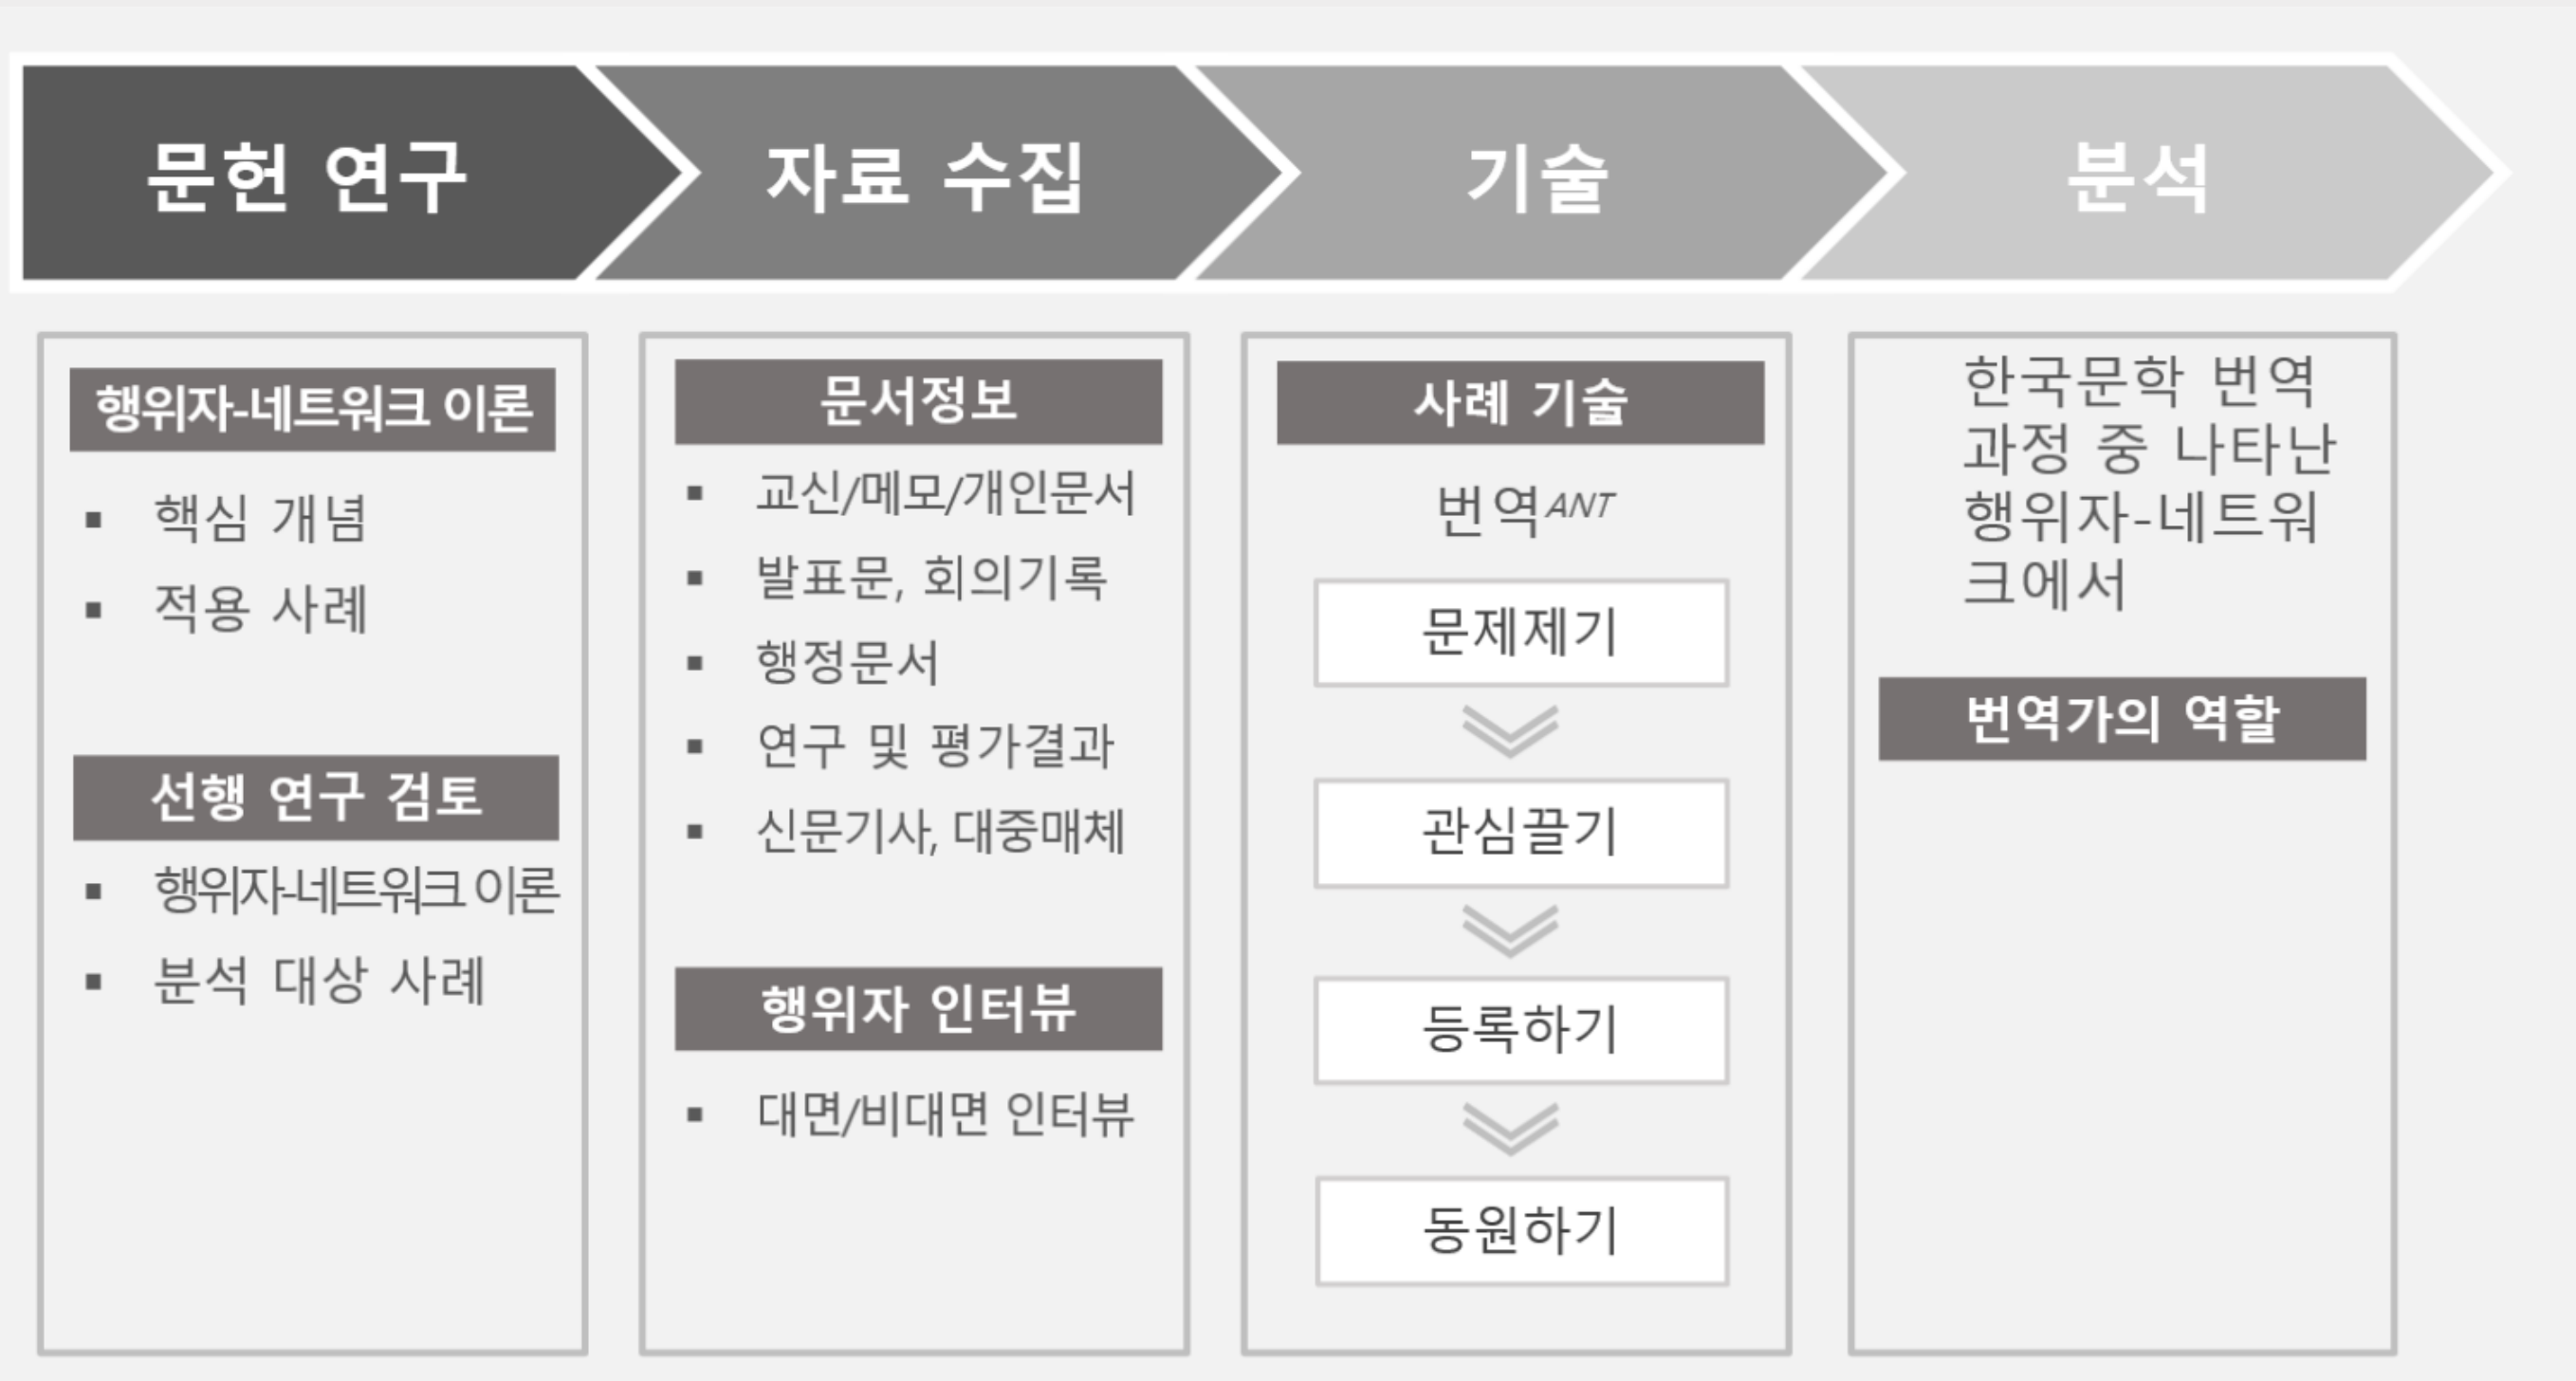 문헌 연구
자료 수집
기술
분석
행위자-네트워크 이론
▪ 핵심 개념
▪ 적용 사례
선행 연구 검토
▪ 행위자-네트워크 이론
▪ 분석 대상 사례
문서정보
▪ 교신/메모/개인문서
▪ 발표문, 회의기록
▪ 행정문서
▪ 연구 및 평가결과
▪ 신문기사, 대중매체
행위자 인터뷰
▪ 대면/비대면 인터뷰
사례 기술
번역ANT
문제제기
관심끌기
등록하기
동원하기
한국문학 번역
과정 중 나타난
행위자-네트워
크에서
번역가의 역할